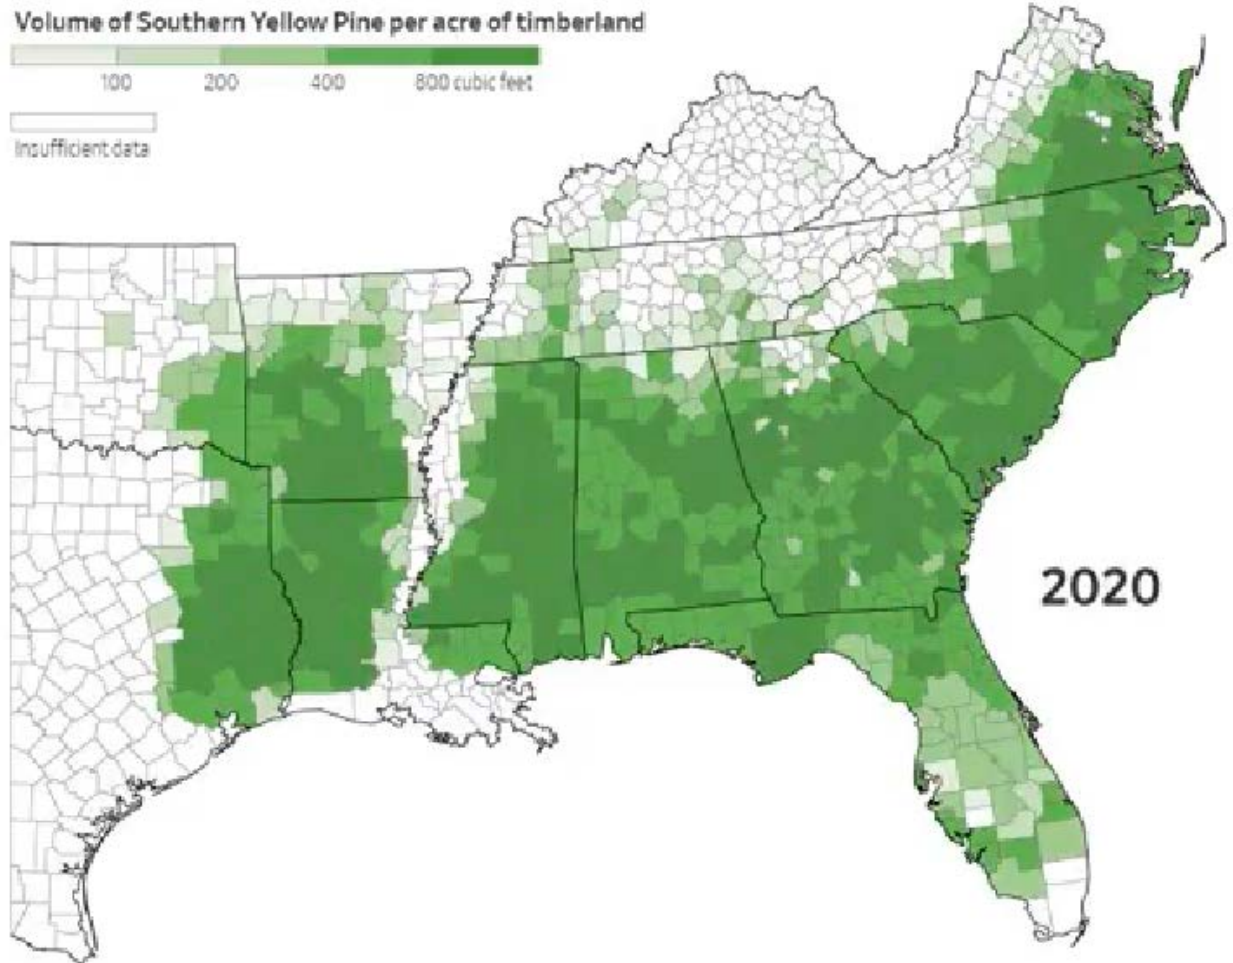 Volume of Southern Yellow Pine per acre of timberland
100 200 400 800 cubic feet
Insufficient data
2020